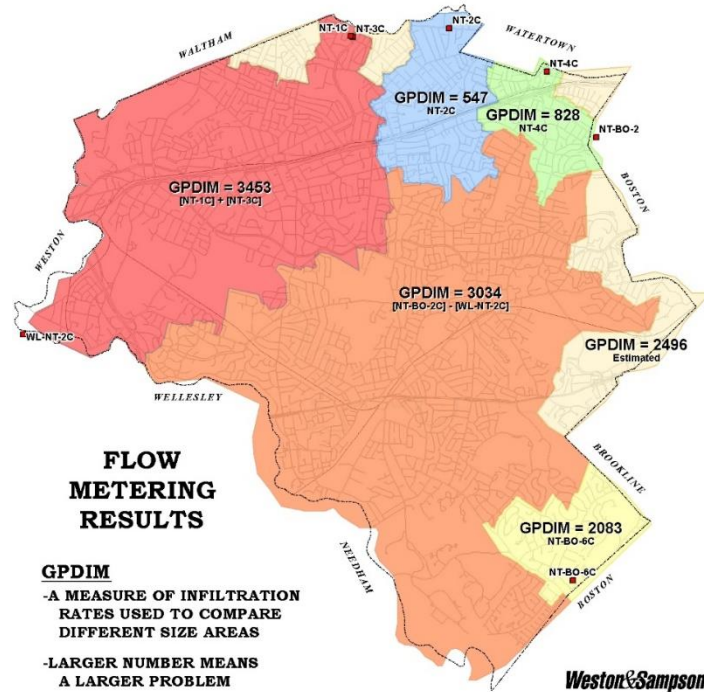 NT-1C
NT-3C
NT-2C
WALTHAM
WATERTOWN
NT-4C
GPDIM = 547
NT-2C
GPDIM = 828
NT-4C
NT-BO-2
GPDIM = 3453
[NT-1C] + [NT-3C]
BOSTON
WESTON
GPDIM = 3034
[NT-BO-2C] - [WL-NT-2C]
WL-NT-2C
GPDIM = 2496
Estimated
WELLESLEY
FLOW
METERING
RESULTS
BROOKLINE
GPDIM = 2083
NT-BO-6C
NEEDHAM
NT-BO-6C
BOSTON
GPDIM
-A MEASURE OF INFILTRATION
RATES USED TO COMPARE
DIFFERENT SIZE AREAS
-LARGER NUMBER MEANS
A LARGER PROBLEM
Weston&Sampson